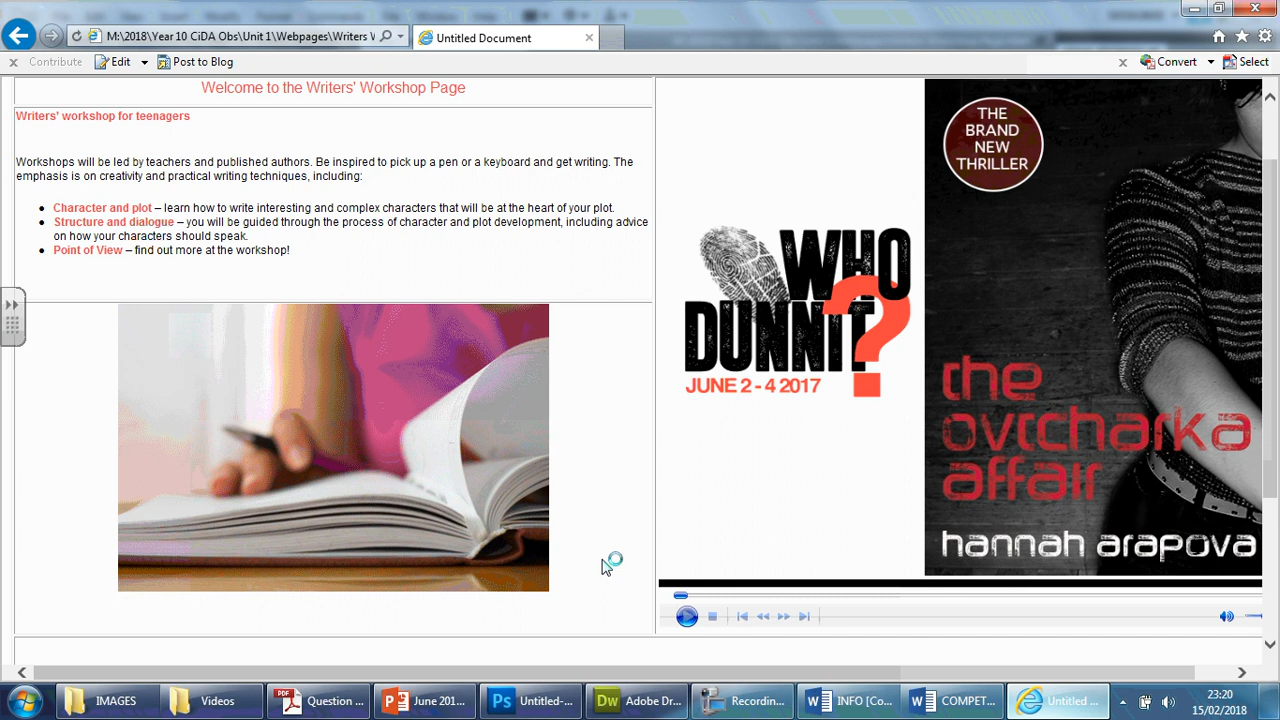 M:\2018\Year 10 CiDA Obs\Unit 1\Webpages\Writers W
Untitled Document
Contribute Edit Post to Blog
Convert Select
Welcome to the Writers' Workshop Page
Writers' workshop for teenagers
Workshops will be led by teachers and published authors. Be inspired to pick up a pen or a keyboard and get writing. The
emphasis is on creativity and practical writing techniques, including:
Character and plot – learn how to write interesting and complex characters that will be at the heart of your plot.
Structure and dialogue – you will be guided through the process of character and plot development, including advice
on how your characters should speak.
Point of View – find out more at the workshop!
WHO
DUNNIT?
JUNE 2 - 4 2017
THE
BRAND
NEW
THRILLER
the
ovtcharka
affair
hannah arapova
IMAGES
Videos
Question ...
June 201...
Untitled-...
Adobe Dr...
Recordin...
INFO [Co...
COMPET...
Untitled ...
23:20
15/02/2018